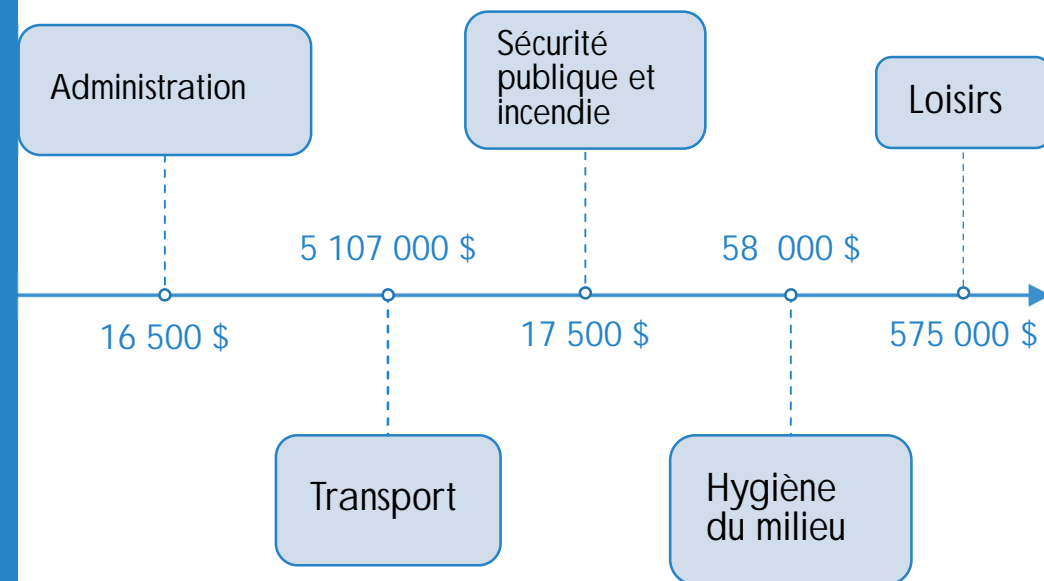 Administration
Sécurité
publique et
incendie
Loisirs
5 107 000 $
58 000 $
16 500 $
17 500 $
575 000 $
Transport
Hygiène
du milieu